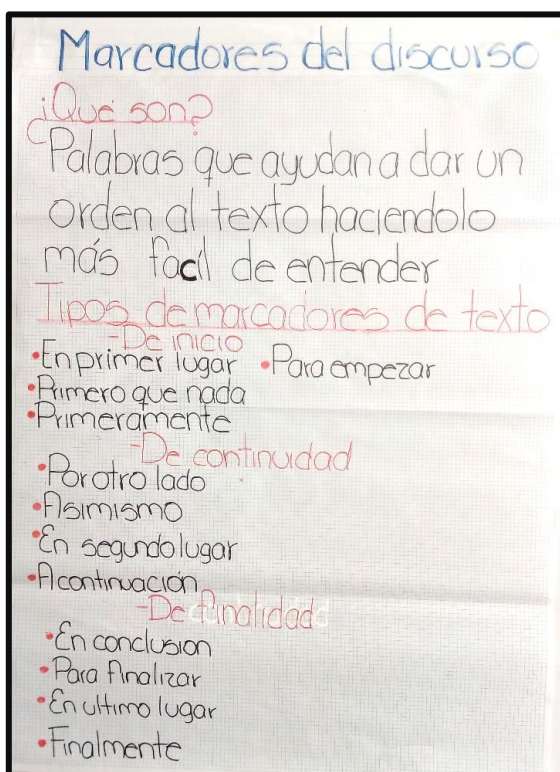 Marcadores del discurso
¿Qué son?
Palabras que ayudan a dar un
orden al texto haciendolo
más facil de entender
Tipos de marcadores de texto
-De inicio
•En primer lugar •Para empezar
•Primero que nada
•Primeramente
-De continuidad
•Por otro lado
•Asimismo
•En segundo lugar
•A continuación
-De finalidad
•En conclusion
•Para finalizar
•En ultimo lugar
•Finalmente